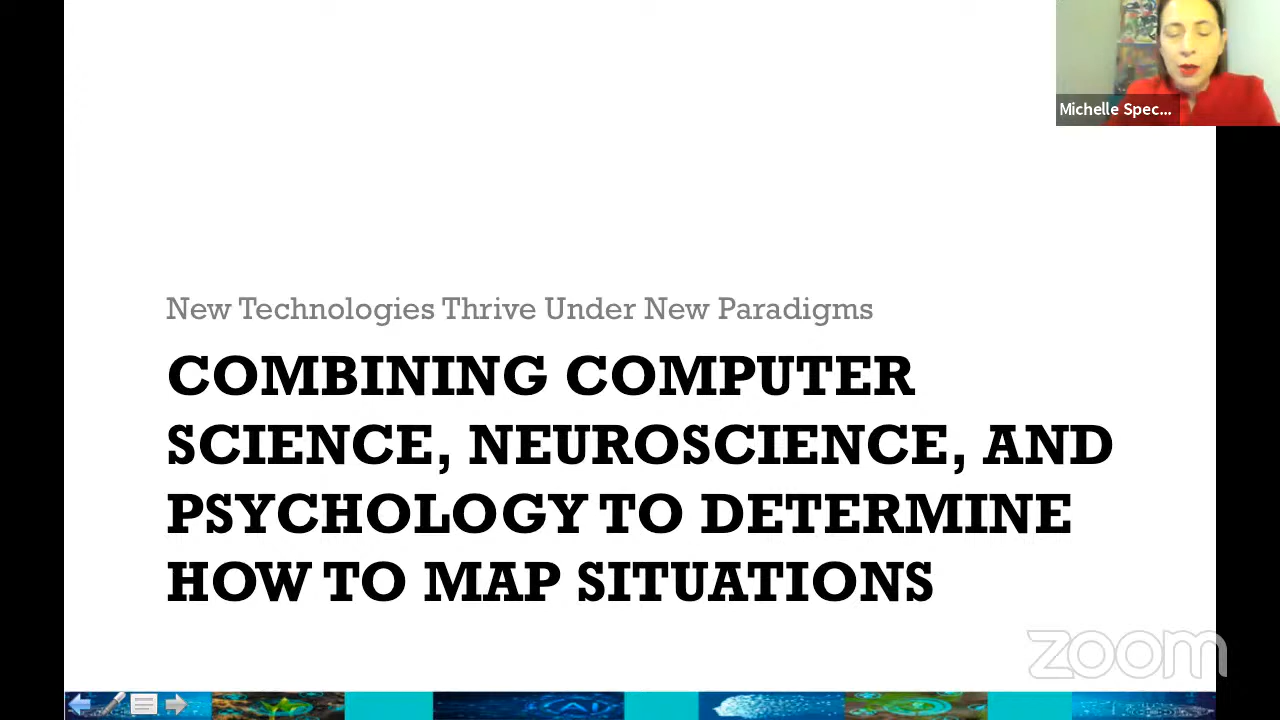 Michelle Spec...
New Technologies Thrive Under New Paradigms
COMBINING COMPUTER
SCIENCE, NEUROSCIENCE, AND
PSYCHOLOGY TO DETERMINE
HOW TO MAP SITUATIONS
zoom
AI